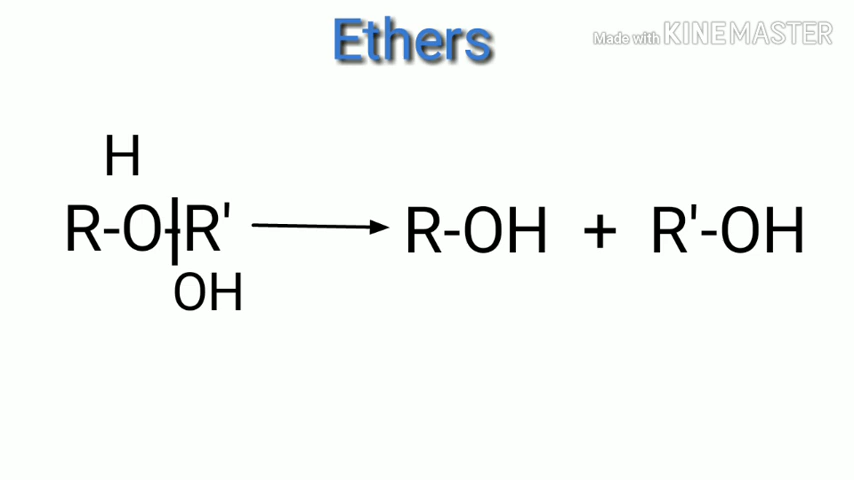 Ethers
Made with KINEMASTER
H
R-O-R' R-OH + R'-OH
OH